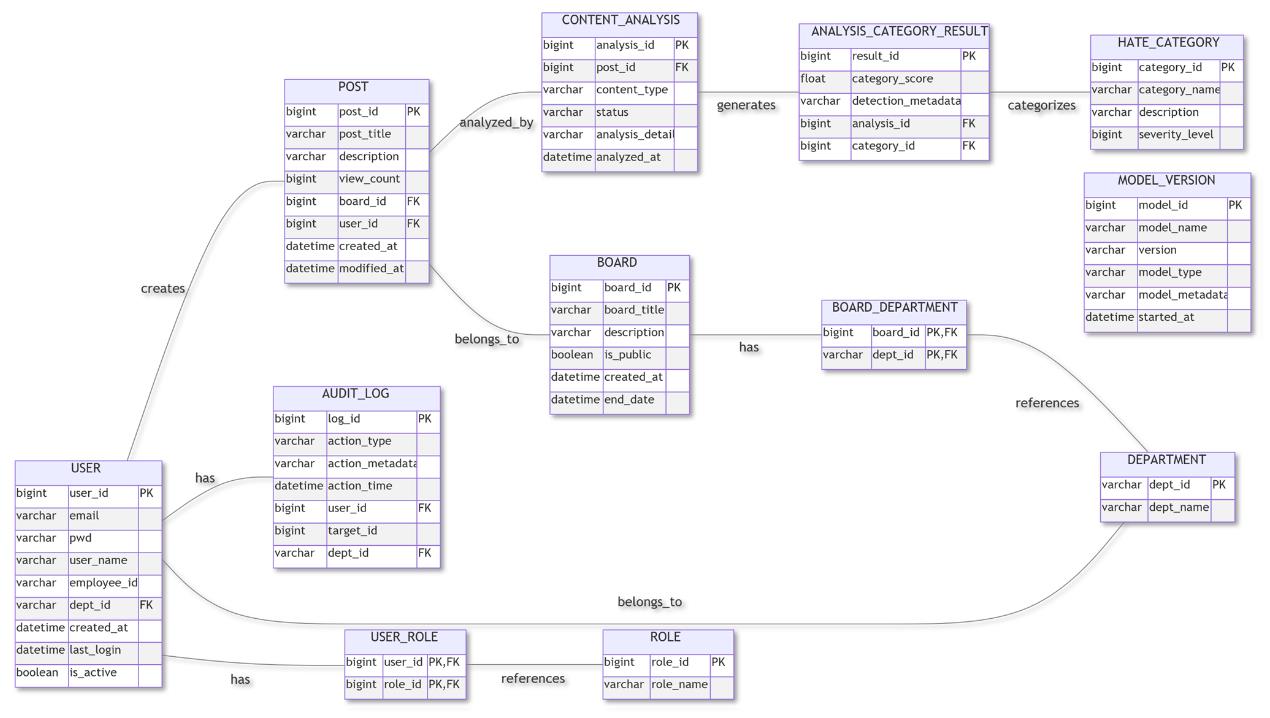 CONTENT_ANALYSIS
bigint analysis_id PK
bigint post_id FK
varchar content_type
varchar status
varchar analysis_detail
datetime analyzed_at
ANALYSIS_CATEGORY_RESULT
bigint result_id PK
float category_score
varchar detection_metadata
bigint analysis_id FK
bigint category_id FK
HATE_CATEGORY
bigint category_id PK
varchar category_name
varchar description
bigint severity_level
POST
bigint post_id PK
varchar post_title
varchar description
bigint view_count
bigint board_id FK
bigint user_id FK
datetime created_at
datetime modified_at
analyzed_by
generates
categorizes
MODEL_VERSION
bigint model_id PK
varchar model_name
varchar version
varchar model_type
varchar model_metadata
datetime started_at
creates
belongs_to
BOARD
bigint board_id PK
varchar board_title
varchar description
boolean is_public
datetime created_at
datetime end_date
has
BOARD_DEPARTMENT
bigint board_id PK,FK
varchar dept_id PK,FK
references
AUDIT_LOG
bigint log_id PK
varchar action_type
varchar action_metadata
datetime action_time
bigint user_id FK
bigint target_id
varchar dept_id FK
has
DEPARTMENT
varchar dept_id PK
varchar dept_name
USER
bigint user_id PK
varchar email
varchar pwd
varchar user_name
varchar employee_id
varchar dept_id FK
datetime created_at
datetime last_login
boolean is_active
belongs_to
has
USER_ROLE
bigint user_id PK,FK
bigint role_id PK,FK
references
ROLE
bigint role_id PK
varchar role_name